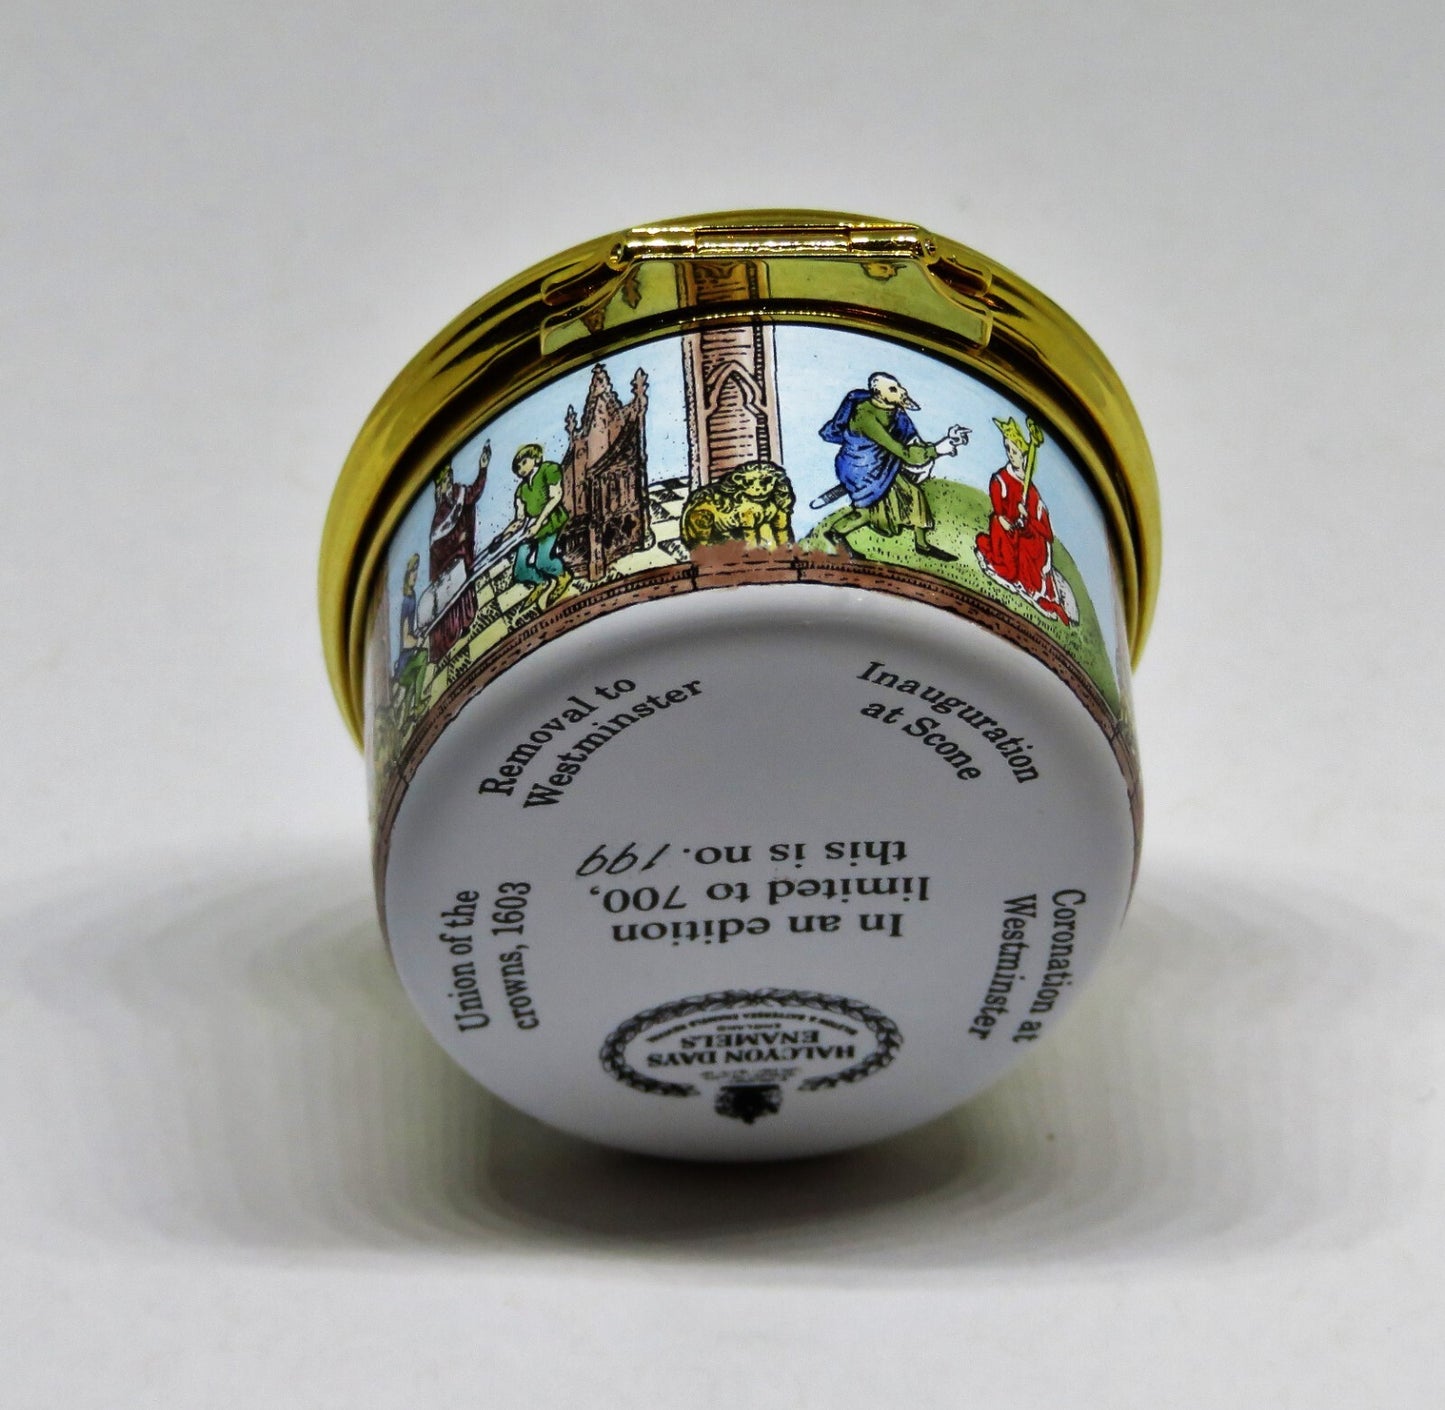 Removal to
Westminster
Inauguration
at Scone
Union of the
crowns, 1603
Coronation at
Westminster
In an edition
limited to 700,
this is no. 199
HALCYON DAYS
ENAMELS
ENGLAND